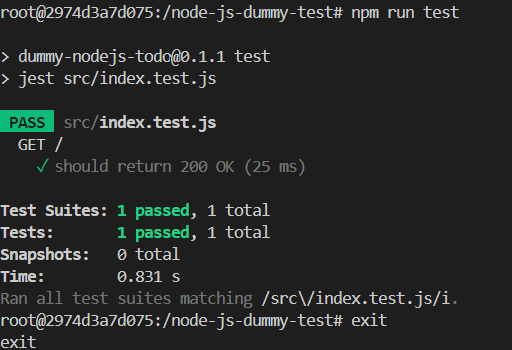 root@2974d3a7d075:/node-js-dummy-test# npm run test
> dummy-nodejs-todo@0.1.1 test
> jest src/index.test.js
PASS src/index.test.js
GET /
✓ should return 200 OK (25 ms)
Test Suites: 1 passed, 1 total
Tests: 1 passed, 1 total
Snapshots: 0 total
Time: 0.831 s
Ran all test suites matching /src\/index.test.js/i.
root@2974d3a7d075:/node-js-dummy-test# exit
exit